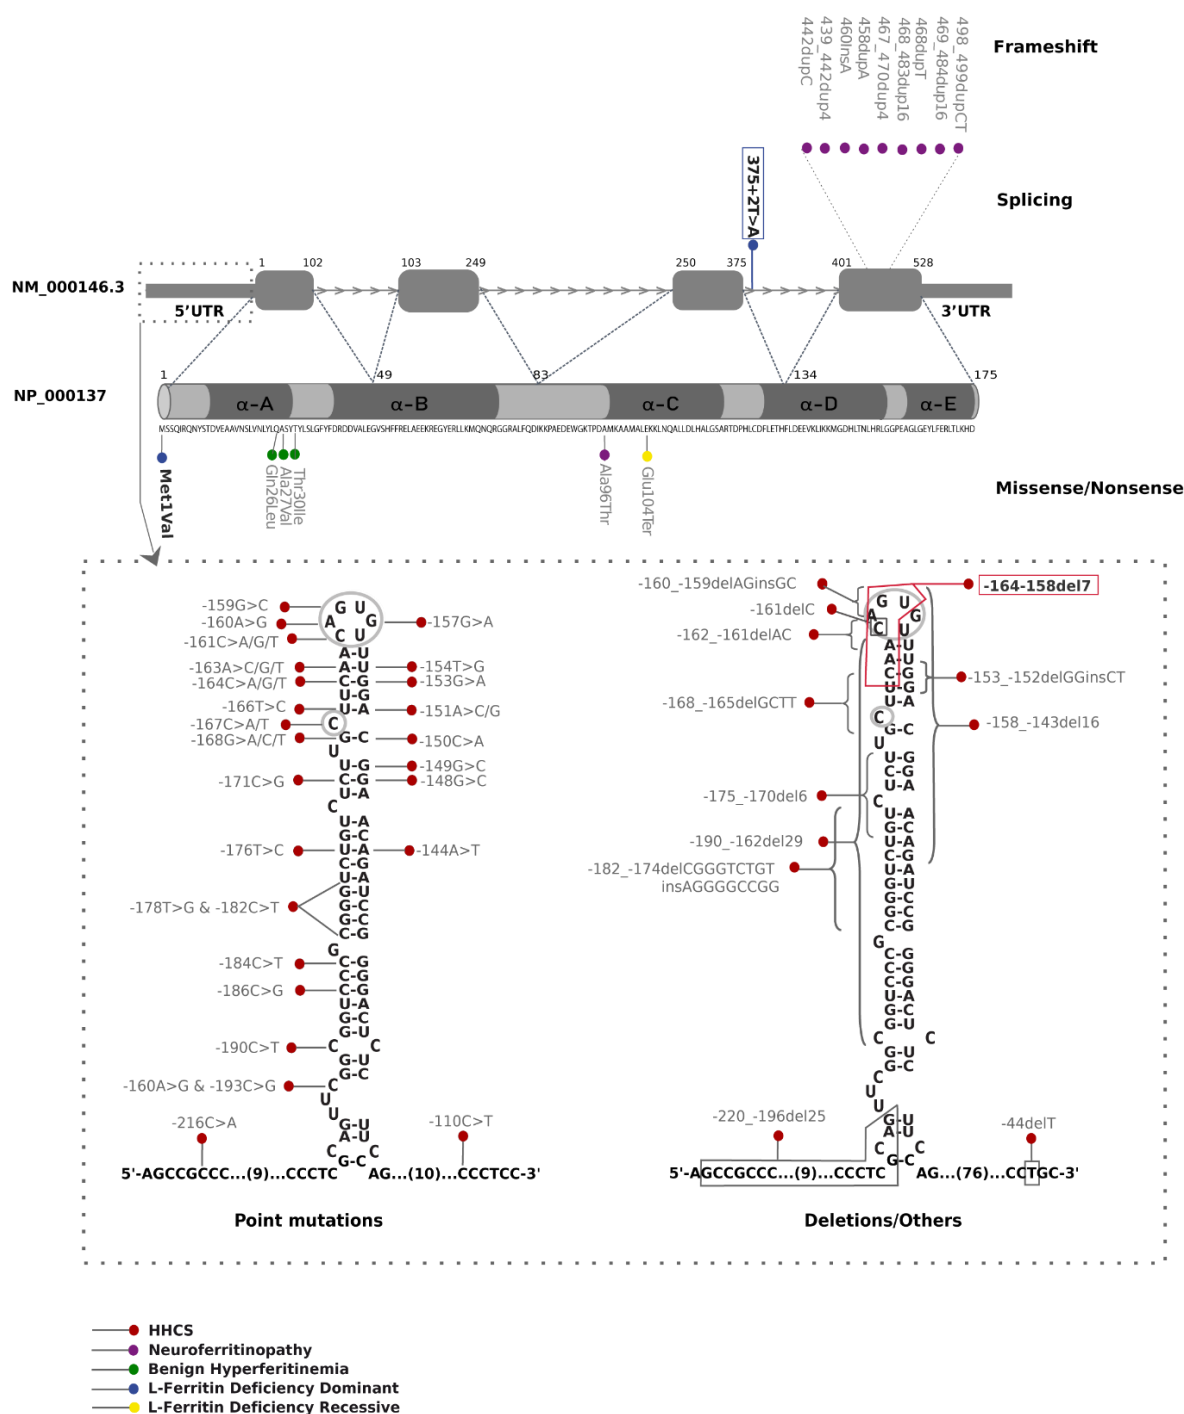 442dupC
439_442dup4
460InsA
458dupA
467_470dup4
468_483dup16
468dupT
469_484dup16
498_499dupCT
Frameshift
375+2T>A
Splicing
1 102 103 249 250 375 401 528
NM_000146.3
5’UTR 3’UTR
1 49 83 134 175
NP_000137
α-A α-B α-C α-D α-E
MSSQIRQNYSTDVEAAVNSLVNLYLQASYTYLSLGFYFDRDDVALEGVSHFFRELAEEKREGYERLLKMQNQRGGRALFQDIKKPAEDEWGKTPDAMKAAMALEKKLNQALLDLHALGSARTDPHLCDFLETHFLDEEVKLIKKMGDHLTNLHRLGGPEAGLGEYLFERLTLKHD
Met1Val
Gln26Leu
Ala27Val
Thr30Ile
Ala96Thr
Glu104Ter
Missense/Nonsense
-159G>C
-160A>G
-161C>A/G/T
-163A>C/G/T
-164C>A/G/T
-166T>C
-167C>A/T
-168G>A/C/T
-171C>G
-176T>C
-178T>G & -182C>T
-184C>T
-186C>G
-190C>T
-160A>G & -193C>G
-216C>A
-157G>A
-154T>G
-153G>A
-151A>C/G
-150C>A
-149G>C
-148G>C
-144A>T
-110C>T
G U
A G
C U
A-U
A-U
C-G
U-G
U-A
C
G-C
U
U-G
C-G
U-A
C
U-A
G-C
U-A
C-G
U-A
G-U
G-C
G-C
C-G
G
C-G
C-G
C-G
U-A
G-C
G-U
C C
G-U
G-C
C
U
U
G-U
A-U
C C
G-C
5'-AGCCGCCC...(9)...CCCTC AG...(10)...CCCTCC-3'
Point mutations
-160_-159delAGinsGC
-161delC
-162_-161delAC
-168_-165delGCTT
-175_-170del6
-190_-162del29
-182_-174delCGGGTCTGT
insAGGGGCCGG
-220_-196del25
-164-158del7
-153_-152delGGinsCT
-158_-143del16
-44delT
G U
A G
C U
A-U
A-U
C-G
U-G
U-A
C
G-C
U
U-G
C-G
U-A
C
U-A
G-C
U-A
C-G
U-A
G-U
G-C
G-C
C-G
G
C-G
C-G
C-G
U-A
G-C
G-U
C C
G-U
G-C
C
U
U
G-U
A-U
C C
G-C
5'-AGCCGCCC...(9)...CCCTC AG...(76)...CCTGC-3'
Deletions/Others
HHCS
Neuroferritinopathy
Benign Hyperferitinemia
L-Ferritin Deficiency Dominant
L-Ferritin Deficiency Recessive